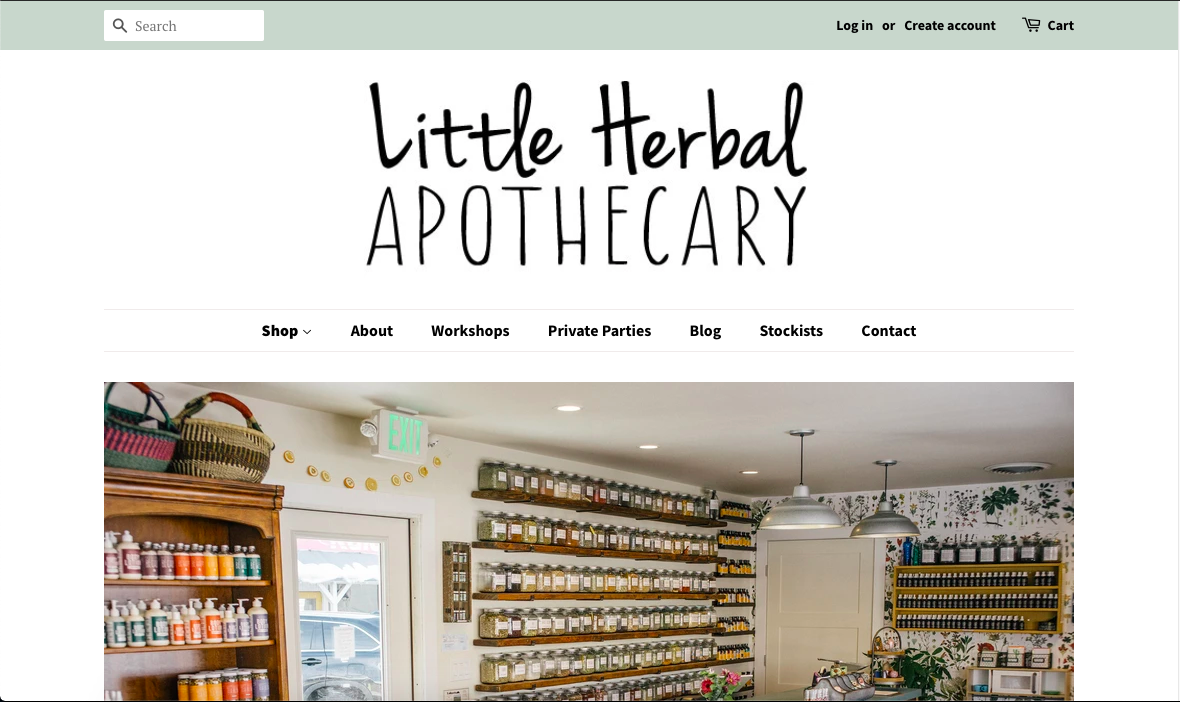 Search
Log in or Create account Cart
Little Herbal
APOTHECARY
Shop About Workshops Private Parties Blog Stockists Contact
EXIT